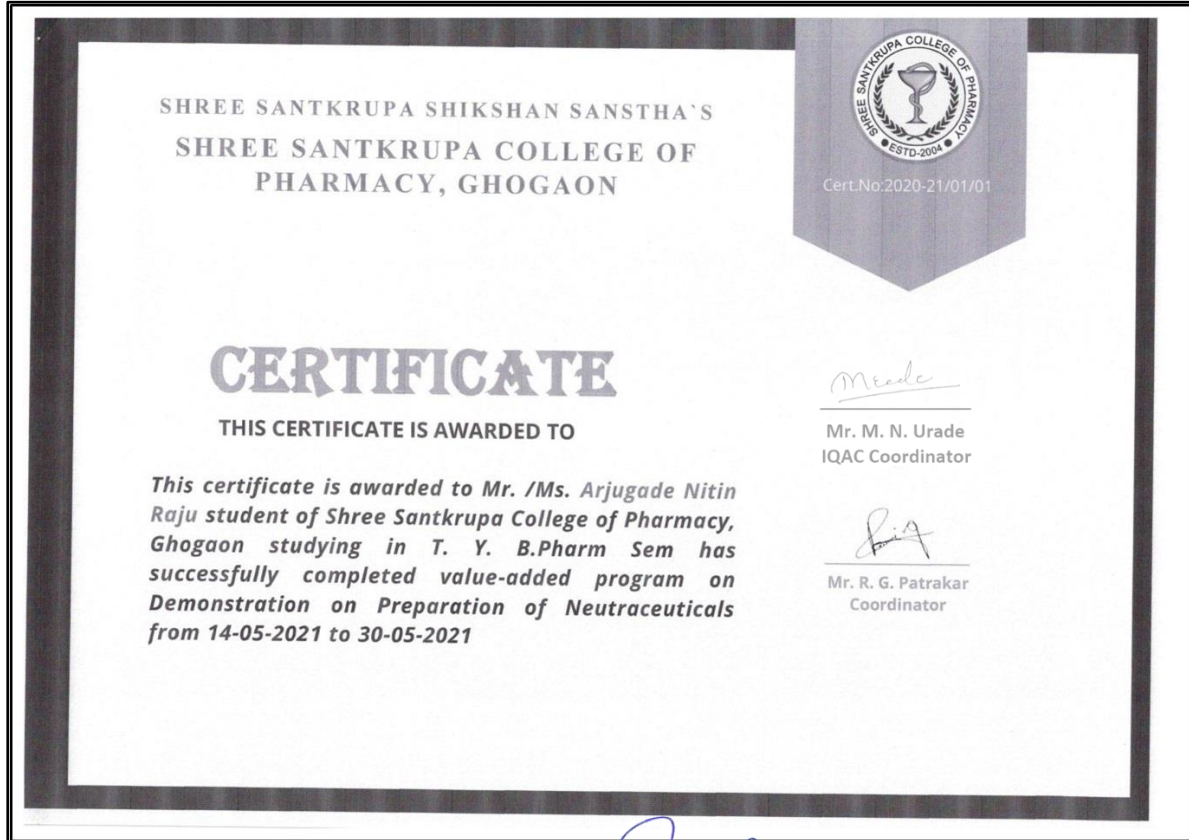 SHREE SANTKRUPA SHIKSHAN SANSTHA`S
SHREE SANTKRUPA COLLEGE OF
PHARMACY, GHOGAON
SHREE SANTKRUPA COLLEGE OF PHARMACY
ESTD-2004
Cert.No:2020-21/01/01
CERTIFICATE
THIS CERTIFICATE IS AWARDED TO
This certificate is awarded to Mr. /Ms. Arjugade Nitin
Raju student of Shree Santkrupa College of Pharmacy,
Ghogaon studying in T. Y. B.Pharm Sem has
successfully completed value-added program on
Demonstration on Preparation of Neutraceuticals
from 14-05-2021 to 30-05-2021
Mr. M. N. Urade
IQAC Coordinator
Mr. R. G. Patrakar
Coordinator